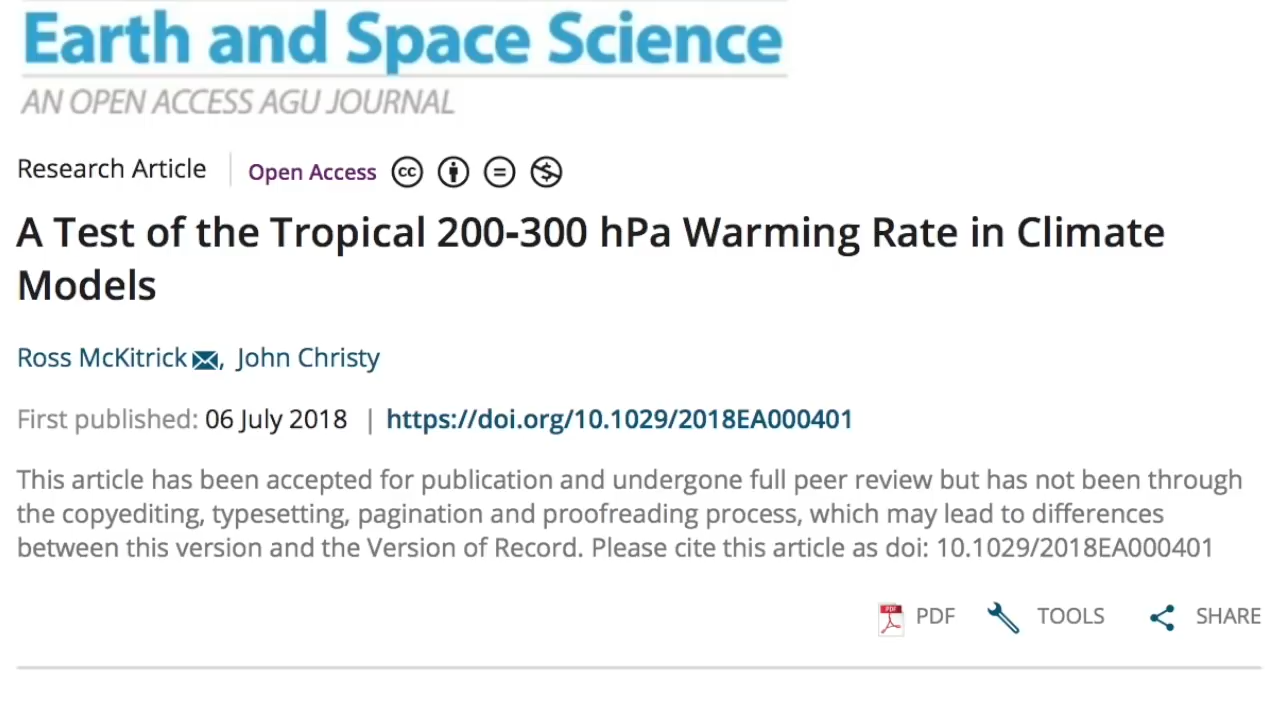 Earth and Space Science
AN OPEN ACCESS AGU JOURNAL
Research Article Open Access cc
A Test of the Tropical 200-300 hPa Warming Rate in Climate
Models
Ross McKitrick, John Christy
First published: 06 July 2018 | https://doi.org/10.1029/2018EA000401
This article has been accepted for publication and undergone full peer review but has not been through
the copyediting, typesetting, pagination and proofreading process, which may lead to differences
between this version and the Version of Record. Please cite this article as doi: 10.1029/2018EA000401
PDF PDF TOOLS SHARE